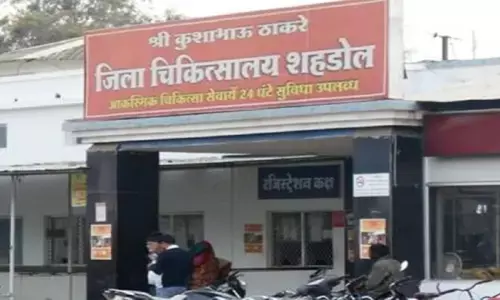 श्री कुशाभाऊ ठाकरे
जिला चिकित्सालय शहडोल
आकस्मिक चिकित्सा सेवायें 24 घंटे सुविधा उपलब्ध
रजिस्ट्रेशन कक्ष